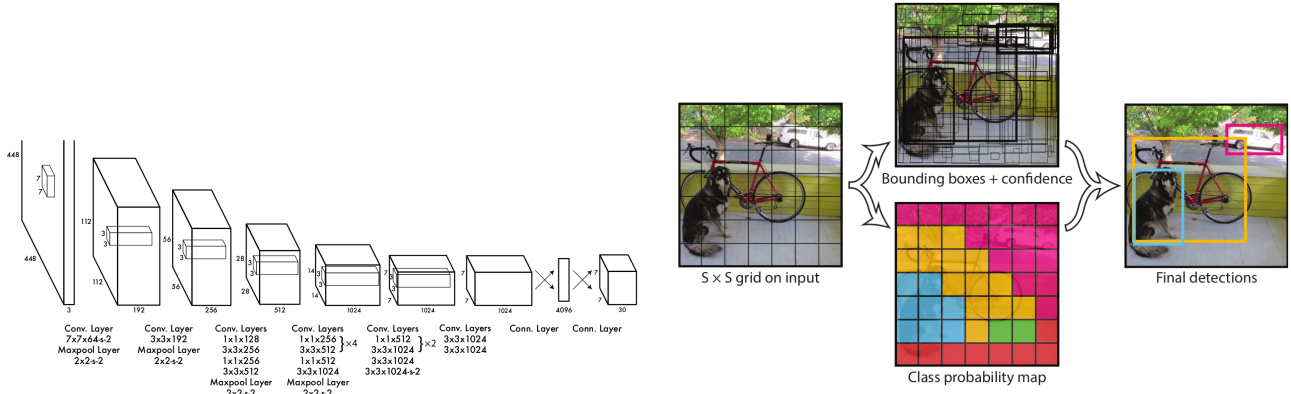 448
7
7
448
3
112
3
3
112
192
56
3
3
56
256
28
3
3
28
512
14
3
3
14
1024
7
3
3
7
1024
7
7
1024
4096
7
7
30
Conv. Layer
7x7x64-s-2
Maxpool Layer
2x2-s-2
Conv. Layer
3x3x192
Maxpool Layer
2x2-s-2
Conv. Layers
1x1x128
3x3x256
1x1x256
3x3x512
Maxpool Layer
2x2-s-2
Conv. Layers
1x1x256
3x3x512
}×4
1x1x512
3x3x1024
Maxpool Layer
2x2-s-2
Conv. Layers
1x1x512
3x3x1024
}×2
3x3x1024
3x3x1024-s-2
Conv. Layers
3x3x1024
3x3x1024
Conn. Layer
Conn. Layer
S × S grid on input
Bounding boxes + confidence
Class probability map
Final detections